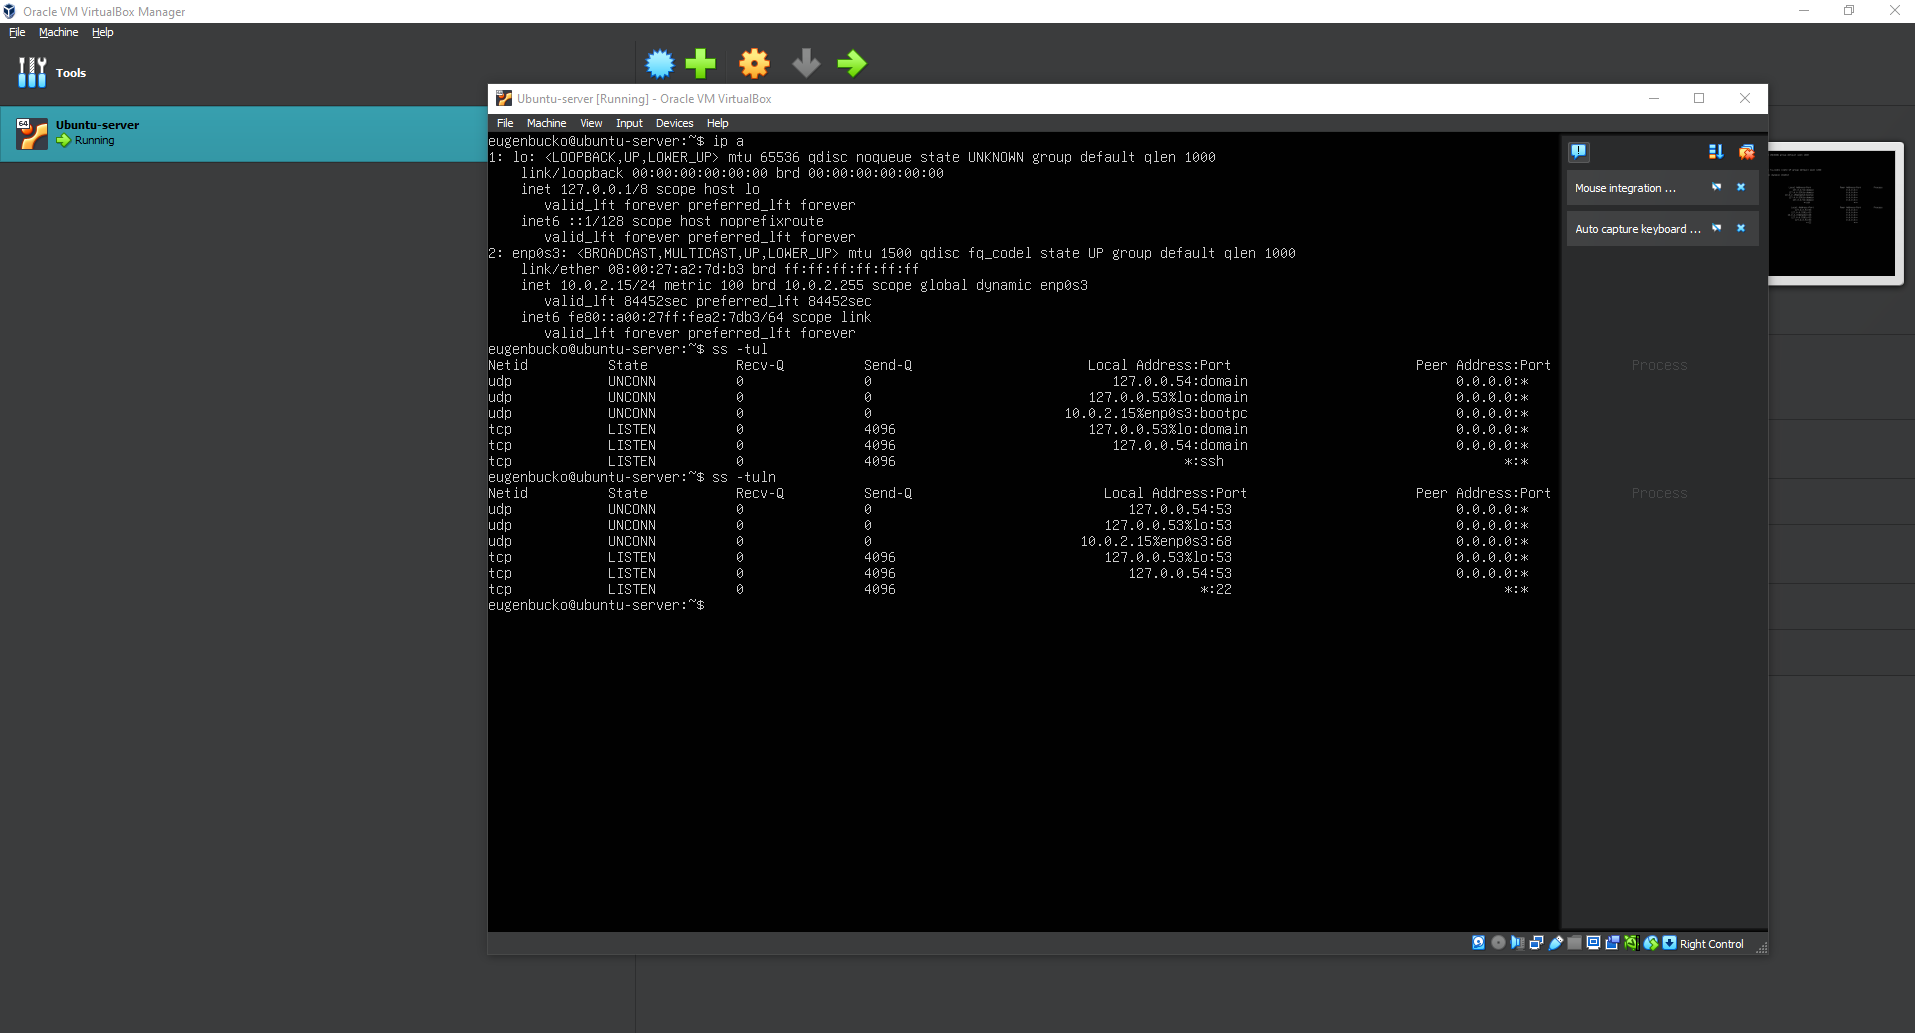 Oracle VM VirtualBox Manager
File Machine Help
Tools
64
Ubuntu-server
Running
Ubuntu-server [Running] - Oracle VM VirtualBox
File Machine View Input Devices Help
eugenbucko@ubuntu-server:~$ ip a
1: lo: <LOOPBACK,UP,LOWER_UP> mtu 65536 qdisc noqueue state UNKNOWN group default qlen 1000
link/loopback 00:00:00:00:00:00 brd 00:00:00:00:00:00
inet 127.0.0.1/8 scope host lo
valid_lft forever preferred_lft forever
inet6 ::1/128 scope host noprefixroute
valid_lft forever preferred_lft forever
2: enp0s3: <BROADCAST,MULTICAST,UP,LOWER_UP> mtu 1500 qdisc fq_codel state UP group default qlen 1000
link/ether 08:00:27:a2:7d:b3 brd ff:ff:ff:ff:ff:ff
inet 10.0.2.15/24 metric 100 brd 10.0.2.255 scope global dynamic enp0s3
valid_lft 84452sec preferred_lft 84452sec
inet6 fe80::a00:27ff:fea2:7db3/64 scope link
valid_lft forever preferred_lft forever
eugenbucko@ubuntu-server:~$ ss -tul
Netid State Recv-Q Send-Q Local Address:Port Peer Address:Port Process
udp UNCONN 0 0 127.0.0.54:domain 0.0.0.0:*
udp UNCONN 0 0 127.0.0.53%lo:domain 0.0.0.0:*
udp UNCONN 0 0 10.0.2.15%enp0s3:bootpc 0.0.0.0:*
tcp LISTEN 0 4096 127.0.0.53%lo:domain 0.0.0.0:*
tcp LISTEN 0 4096 127.0.0.54:domain 0.0.0.0:*
tcp LISTEN 0 4096 *:ssh *:*
eugenbucko@ubuntu-server:~$ ss -tuln
Netid State Recv-Q Send-Q Local Address:Port Peer Address:Port Process
udp UNCONN 0 0 127.0.0.54:53 0.0.0.0:*
udp UNCONN 0 0 127.0.0.53%lo:53 0.0.0.0:*
udp UNCONN 0 0 10.0.2.15%enp0s3:68 0.0.0.0:*
tcp LISTEN 0 4096 127.0.0.53%lo:53 0.0.0.0:*
tcp LISTEN 0 4096 127.0.0.54:53 0.0.0.0:*
tcp LISTEN 0 4096 *:22 *:*
eugenbucko@ubuntu-server:~$
Mouse integration ...
Auto capture keyboard ...
Right Control